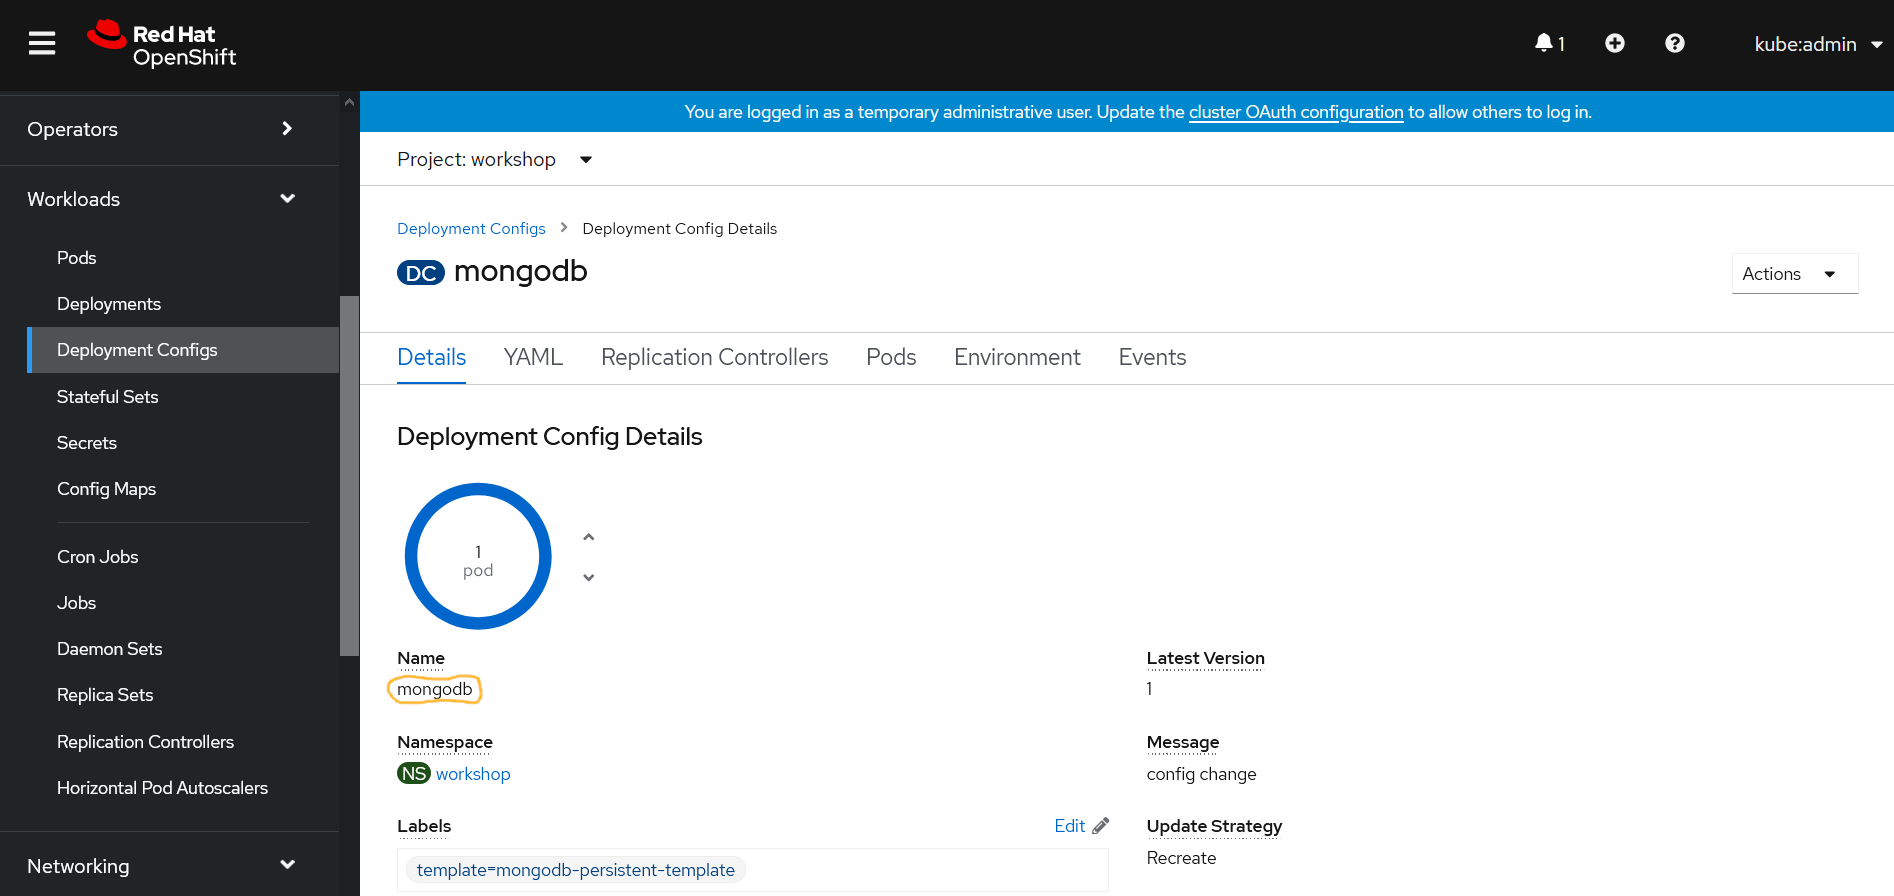 Red Hat
OpenShift
1
kube:admin
Operators
Workloads
Pods
Deployments
Deployment Configs
Stateful Sets
Secrets
Config Maps
Cron Jobs
Jobs
Daemon Sets
Replica Sets
Replication Controllers
Horizontal Pod Autoscalers
Networking
You are logged in as a temporary administrative user. Update the cluster OAuth configuration to allow others to log in.
Project: workshop
Deployment Configs > Deployment Config Details
DC mongodb
Actions
Details YAML Replication Controllers Pods Environment Events
Deployment Config Details
1
pod
Name
mongodb
Latest Version
1
Namespace
NS workshop
Message
config change
Labels
Edit
template=mongodb-persistent-template
Update Strategy
Recreate